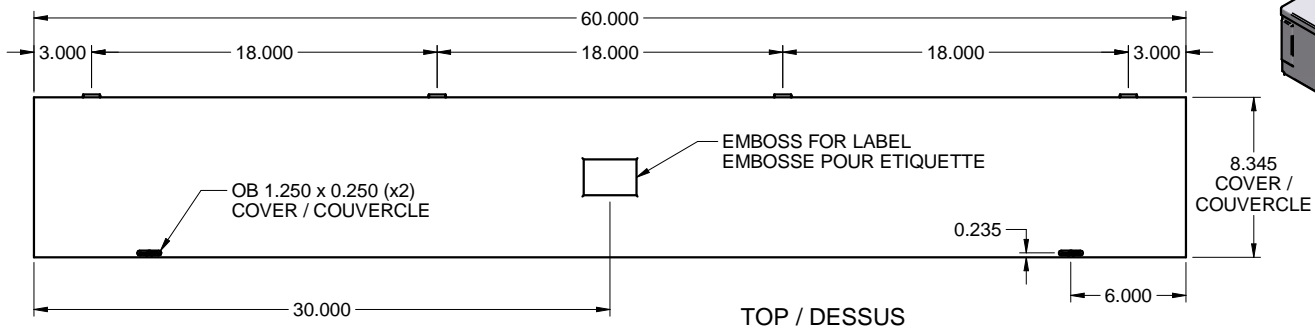 60.000
3.000
18.000
18.000
18.000
3.000
EMBOSS FOR LABEL
EMBOSSE POUR ETIQUETTE
OB 1.250 x 0.250 (x2)
COVER / COUVERCLE
8.345
COVER /
COUVERCLE
0.235
30.000
6.000
TOP / DESSUS